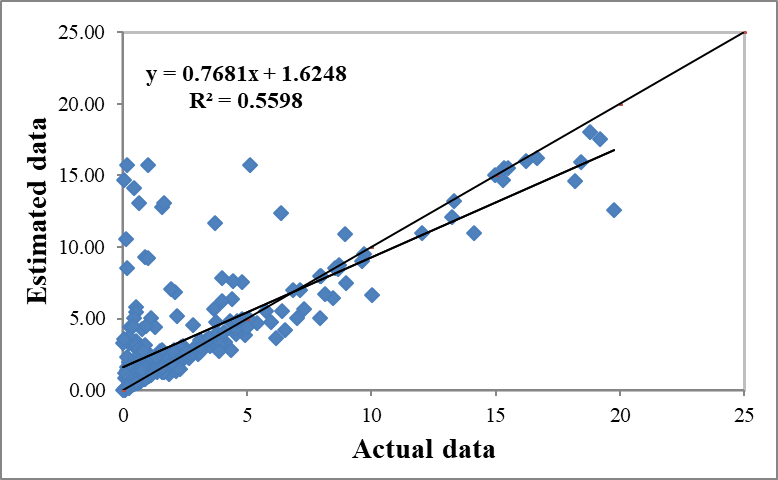 25.00
y = 0.7681x + 1.6248
R² = 0.5598
20.00
15.00
10.00
5.00
0.00
Estimated data
0 5 10 15 20 25
Actual data